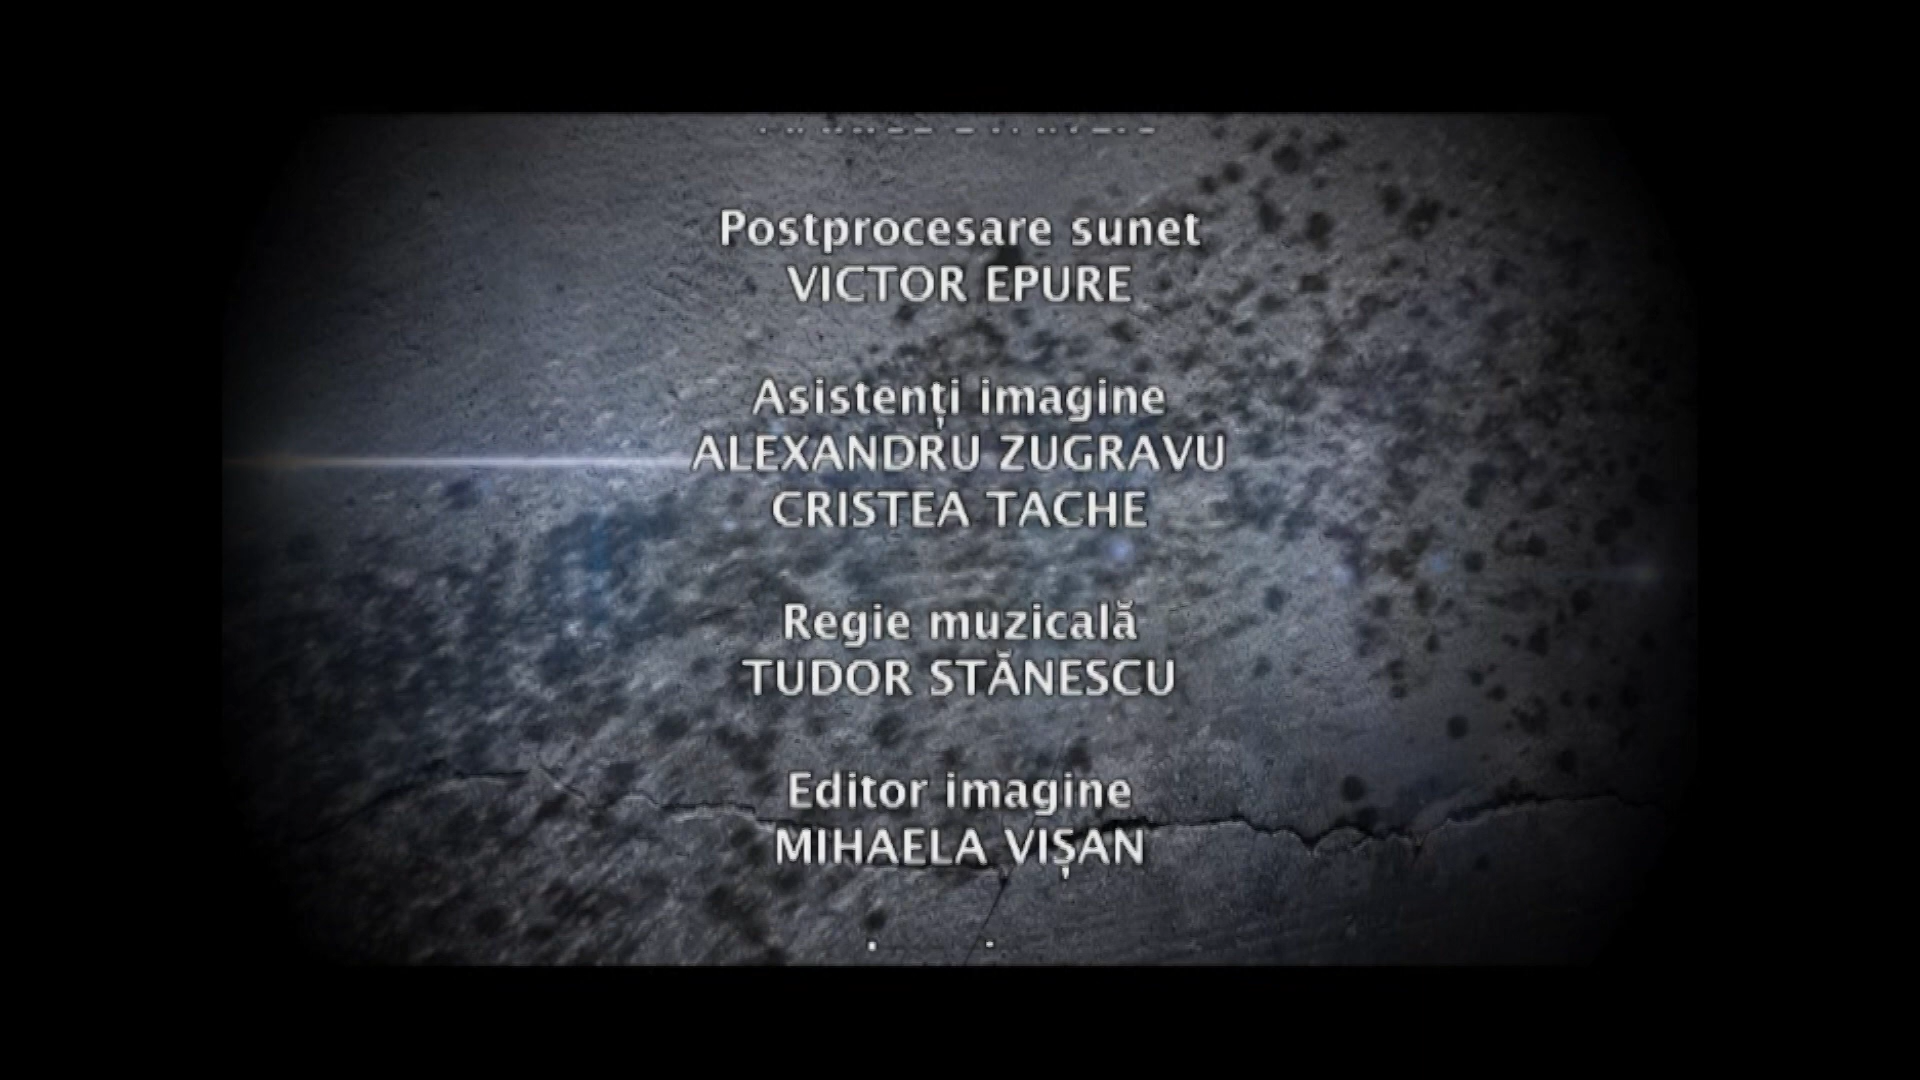 Postprocesare sunet
VICTOR EPURE
Asistenți imagine
ALEXANDRU ZUGRAVU
CRISTEA TACHE
Regie muzicală
TUDOR STĂNESCU
Editor imagine
MIHAELA VIȘAN